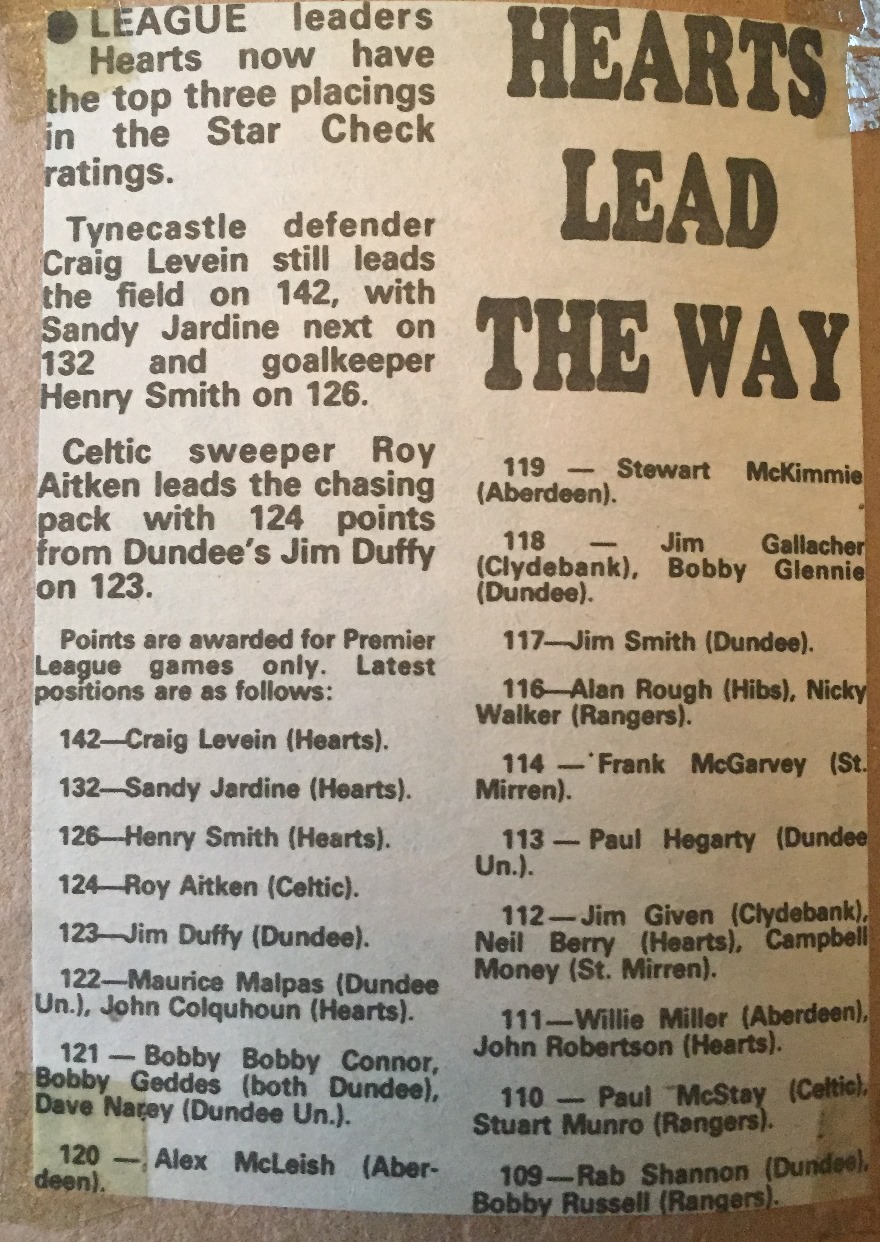 ● LEAGUE leaders
Hearts now have
the top three placings
in the Star Check
ratings.
Tynecastle defender
Craig Levein still leads
the field on 142, with
Sandy Jardine next on
132 and goalkeeper
Henry Smith on 126.
Celtic sweeper Roy
Aitken leads the chasing
pack with 124 points
from Dundee's Jim Duffy
on 123.
Points are awarded for Premier
League games only. Latest
positions are as follows:
142—Craig Levein (Hearts).
132—Sandy Jardine (Hearts).
126—Henry Smith (Hearts).
124—Roy Aitken (Celtic).
123—Jim Duffy (Dundee).
122—Maurice Malpas (Dundee
Un.), John Colquhoun (Hearts).
121 — Bobby Bobby Connor,
Bobby Geddes (both Dundee),
Dave Narey (Dundee Un.).
120 — Alex McLeish (Aber-
deen).
HEARTS
LEAD
THE WAY
119 — Stewart McKimmie
(Aberdeen).
118 — Jim Gallacher
(Clydebank), Bobby Glennie
(Dundee).
117—Jim Smith (Dundee).
116—Alan Rough (Hibs), Nicky
Walker (Rangers).
114 — Frank McGarvey (St.
Mirren).
113 — Paul Hegarty (Dundee
Un.).
112—Jim Given (Clydebank),
Neil Berry (Hearts), Campbell
Money (St. Mirren).
111—Willie Miller (Aberdeen),
John Robertson (Hearts).
110 — Paul McStay (Celtic),
Stuart Munro (Rangers).
109—Rab Shannon (Dundee),
Bobby Russell (Rangers).